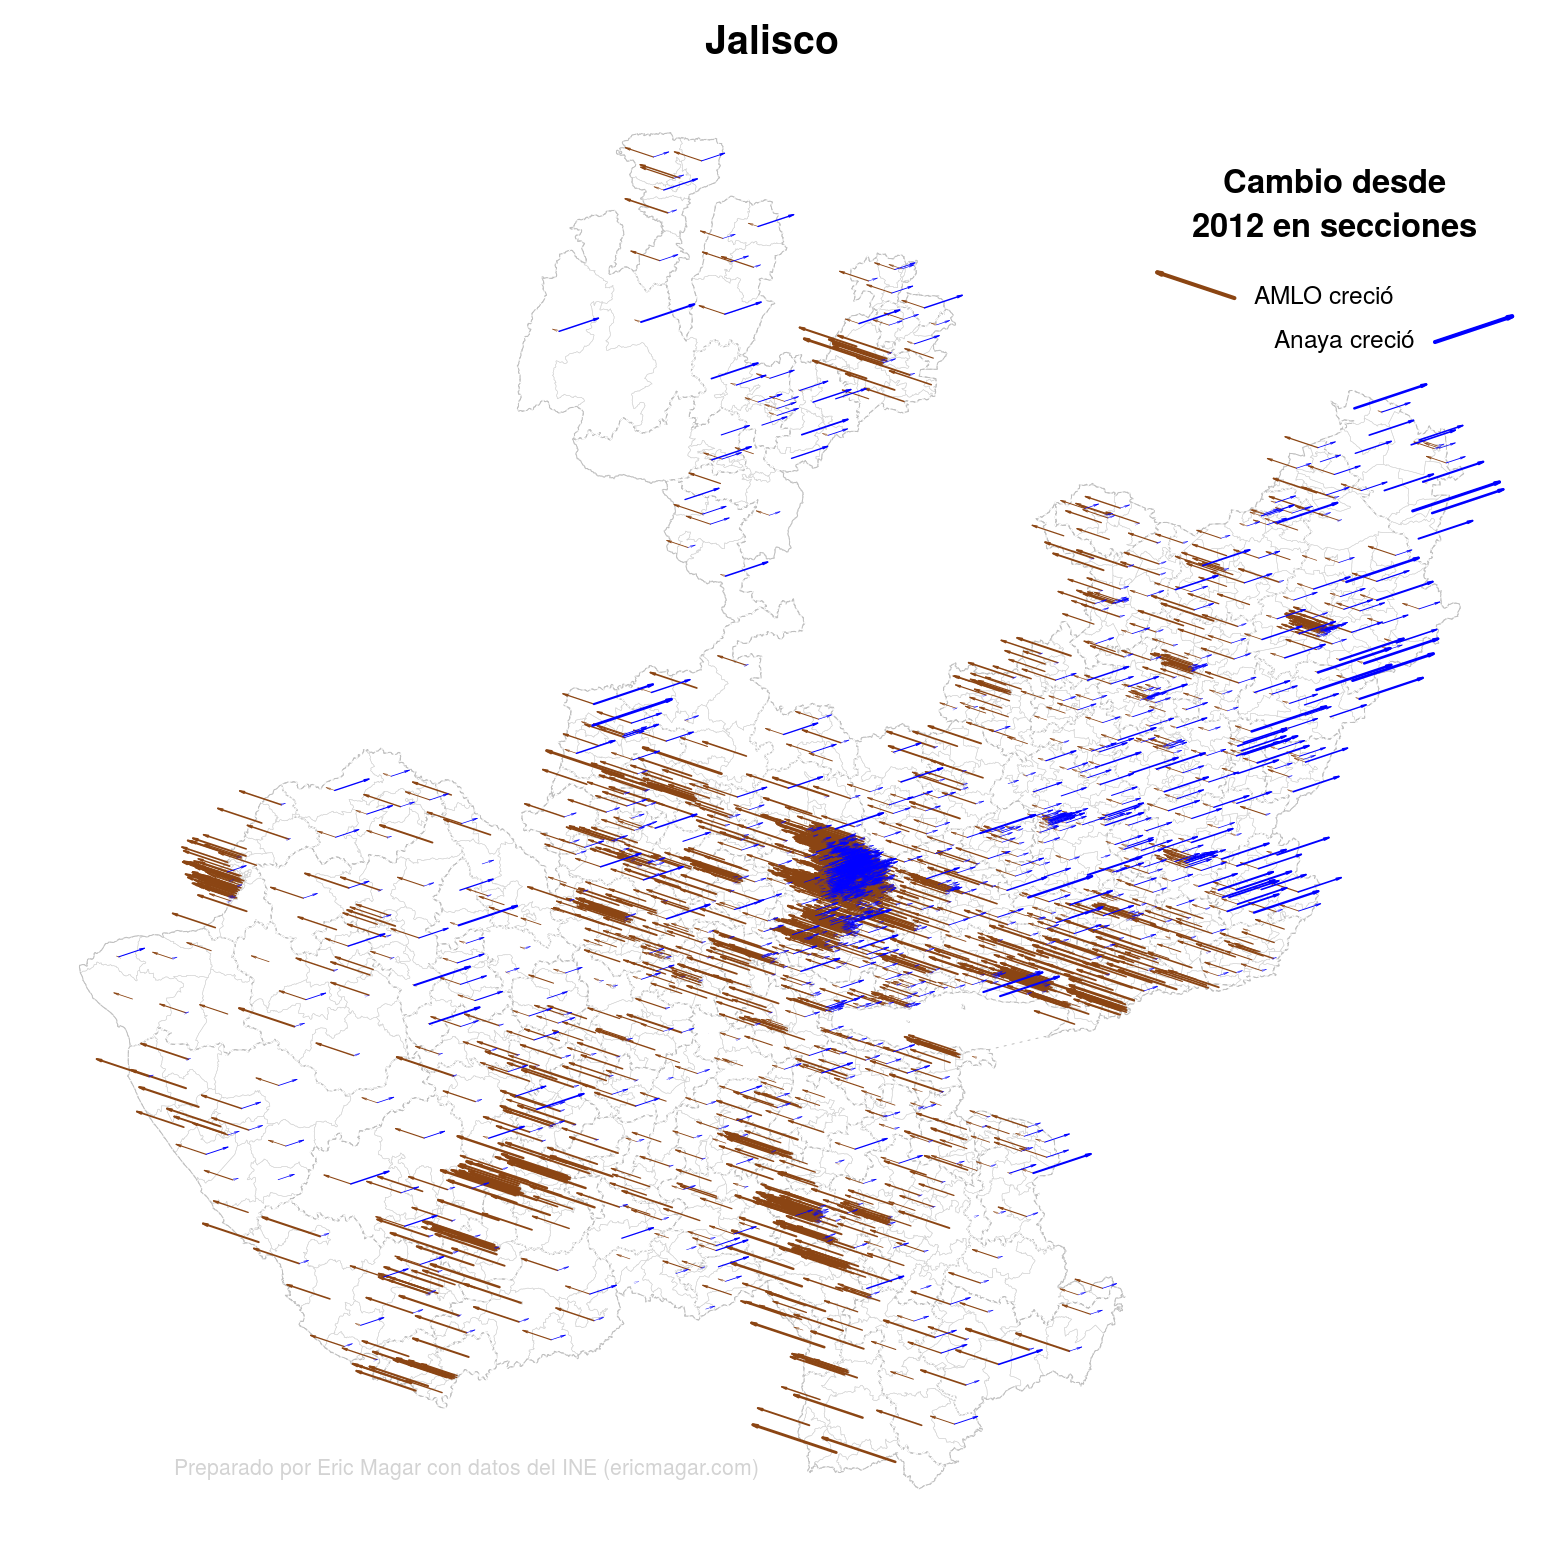 Jalisco
Cambio desde
2012 en secciones
AMLO creció
Anaya creció
Preparado por Eric Magar con datos del INE (ericmagar.com)